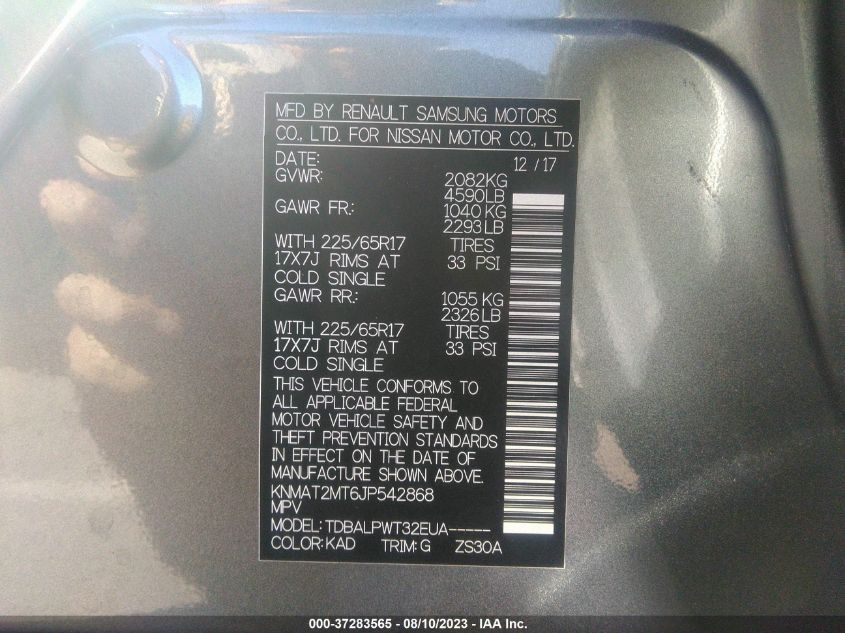 MFD BY RENAULT SAMSUNG MOTORS
CO., LTD. FOR NISSAN MOTOR CO., LTD.
DATE: 12 / 17
GVWR: 2082KG
4590LB
GAWR FR.: 1040 KG
2293LB
WITH 225/65R17 TIRES
17X7J RIMS AT 33 PSI
COLD SINGLE
GAWR RR.: 1055 KG
2326LB
WITH 225/65R17 TIRES
17X7J RIMS AT 33 PSI
COLD SINGLE
THIS VEHICLE CONFORMS TO
ALL APPLICABLE FEDERAL
MOTOR VEHICLE SAFETY AND
THEFT PREVENTION STANDARDS
IN EFFECT ON THE DATE OF
MANUFACTURE SHOWN ABOVE.
KNMAT2MT6JP542868
MPV
MODEL: TDBALPWT32EUA-----
COLOR: KAD TRIM: G ZS30A
000-37283565 - 08/10/2023 - IAA Inc.